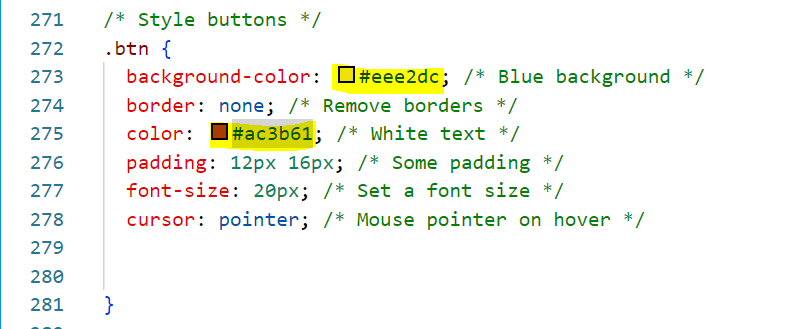 271 /* Style buttons */
272 .btn {
273 background-color: #eee2dc; /* Blue background */
274 border: none; /* Remove borders */
275 color: #ac3b61; /* White text */
276 padding: 12px 16px; /* Some padding */
277 font-size: 20px; /* Set a font size */
278 cursor: pointer; /* Mouse pointer on hover */
279
280
281 }